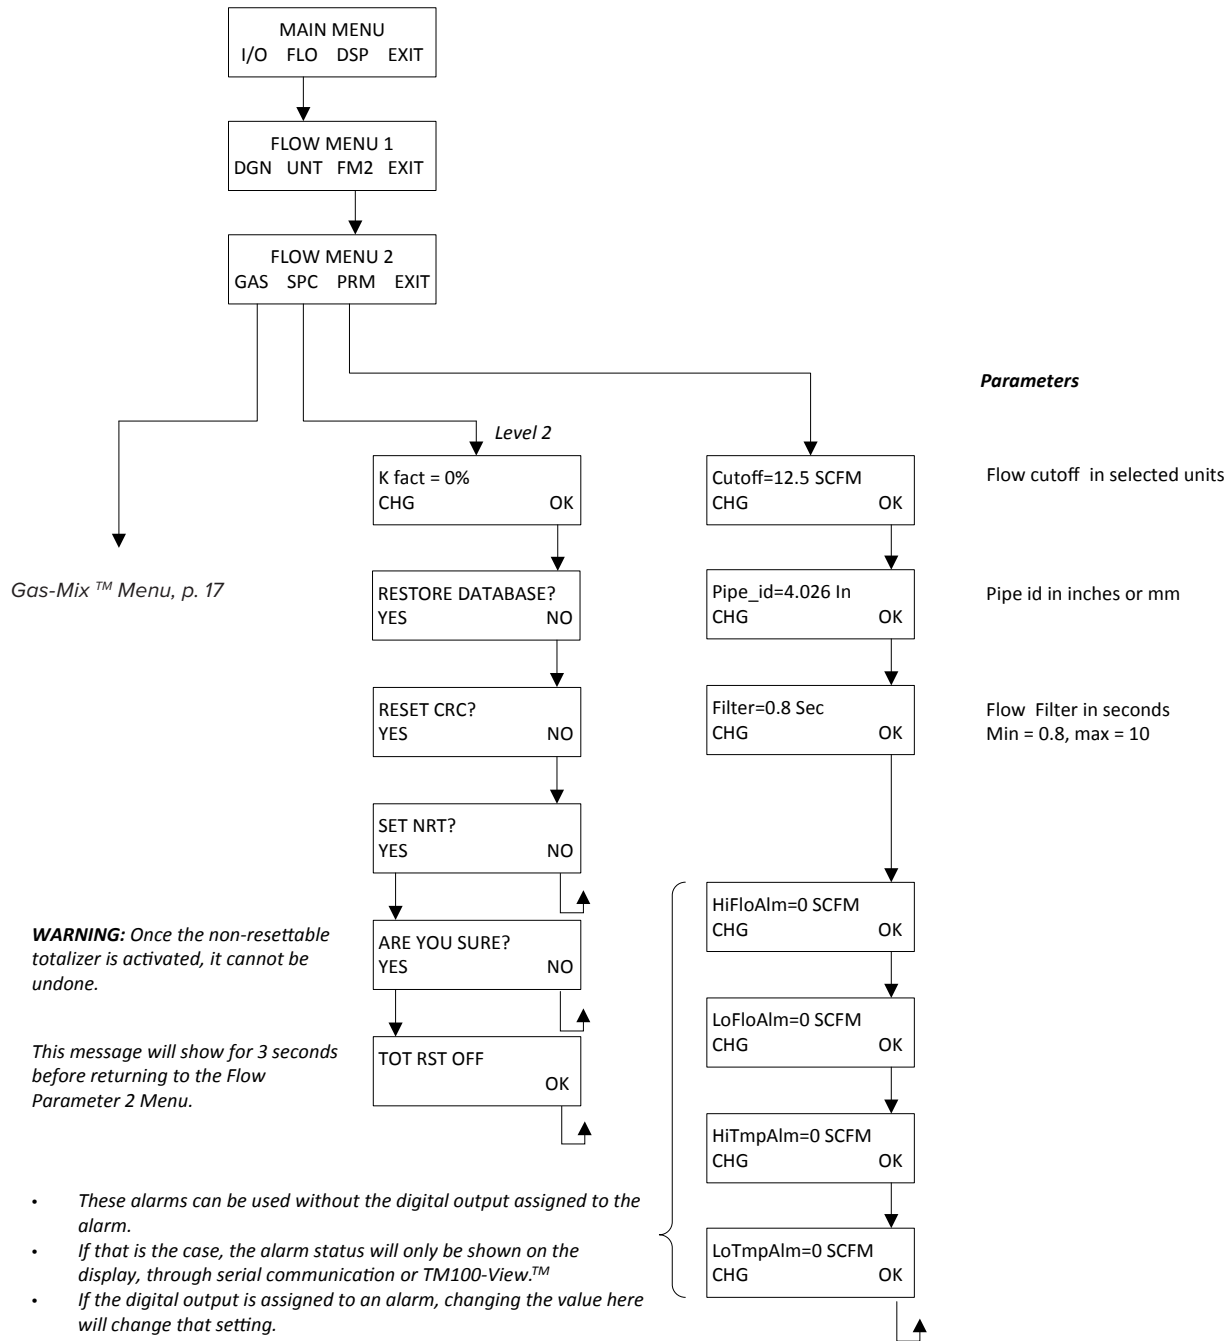 MAIN MENU
I/O FLO DSP EXIT
FLOW MENU 1
DGN UNT FM2 EXIT
FLOW MENU 2
GAS SPC PRM EXIT
Gas-Mix ™ Menu, p. 17
Level 2
K fact = 0%
CHG OK
RESTORE DATABASE?
YES NO
RESET CRC?
YES NO
SET NRT?
YES NO
ARE YOU SURE?
YES NO
TOT RST OFF
OK
WARNING: Once the non-resettable
totalizer is activated, it cannot be
undone.
This message will show for 3 seconds
before returning to the Flow
Parameter 2 Menu.
Parameters
Cutoff=12.5 SCFM
CHG OK
Flow cutoff in selected units
Pipe_id=4.026 In
CHG OK
Pipe id in inches or mm
Filter=0.8 Sec
CHG OK
Flow Filter in seconds
Min = 0.8, max = 10
HiFloAlm=0 SCFM
CHG OK
LoFloAlm=0 SCFM
CHG OK
HiTmpAlm=0 SCFM
CHG OK
LoTmpAlm=0 SCFM
CHG OK
• These alarms can be used without the digital output assigned to the
alarm.
• If that is the case, the alarm status will only be shown on the
display, through serial communication or TM100-View.™
• If the digital output is assigned to an alarm, changing the value here
will change that setting.